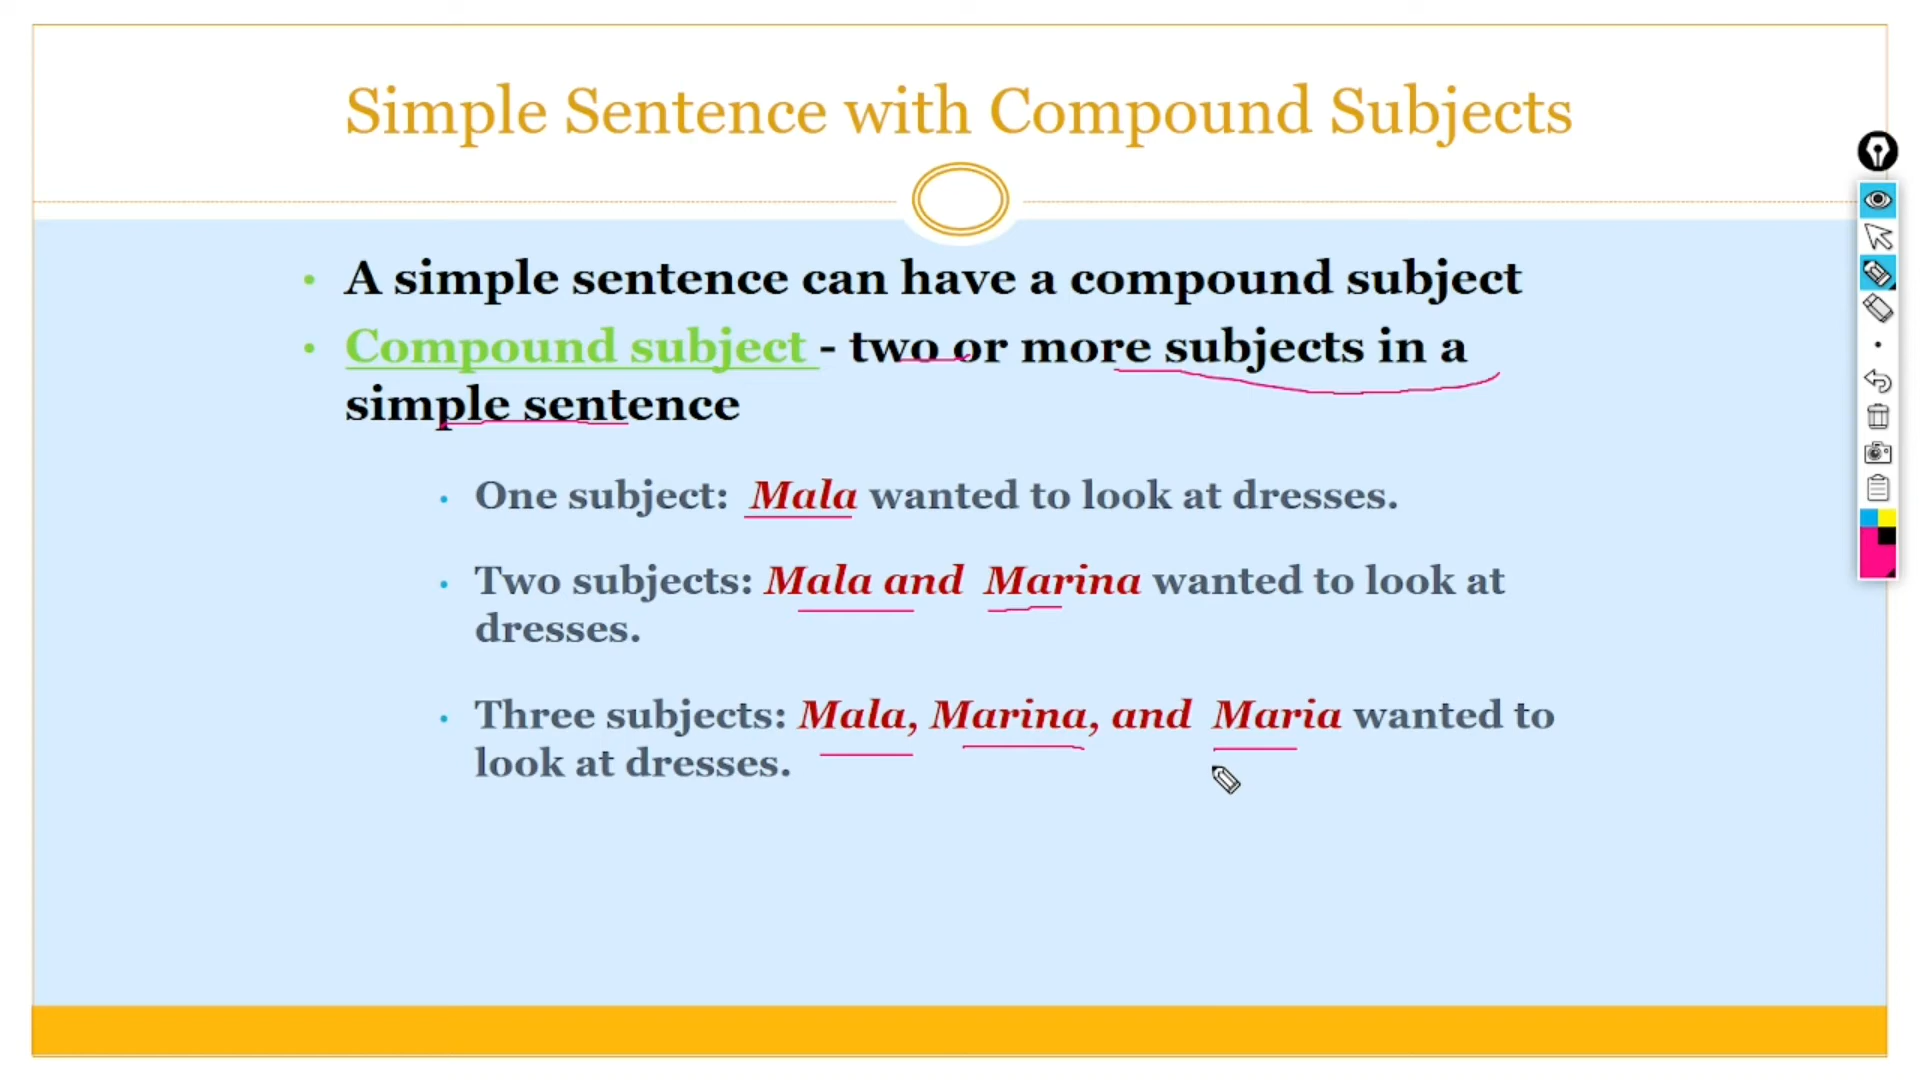 Simple Sentence with Compound Subjects
• A simple sentence can have a compound subject
• Compound subject - two or more subjects in a
simple sentence
• One subject: Mala wanted to look at dresses.
• Two subjects: Mala and Marina wanted to look at
dresses.
• Three subjects: Mala, Marina, and Maria wanted to
look at dresses.